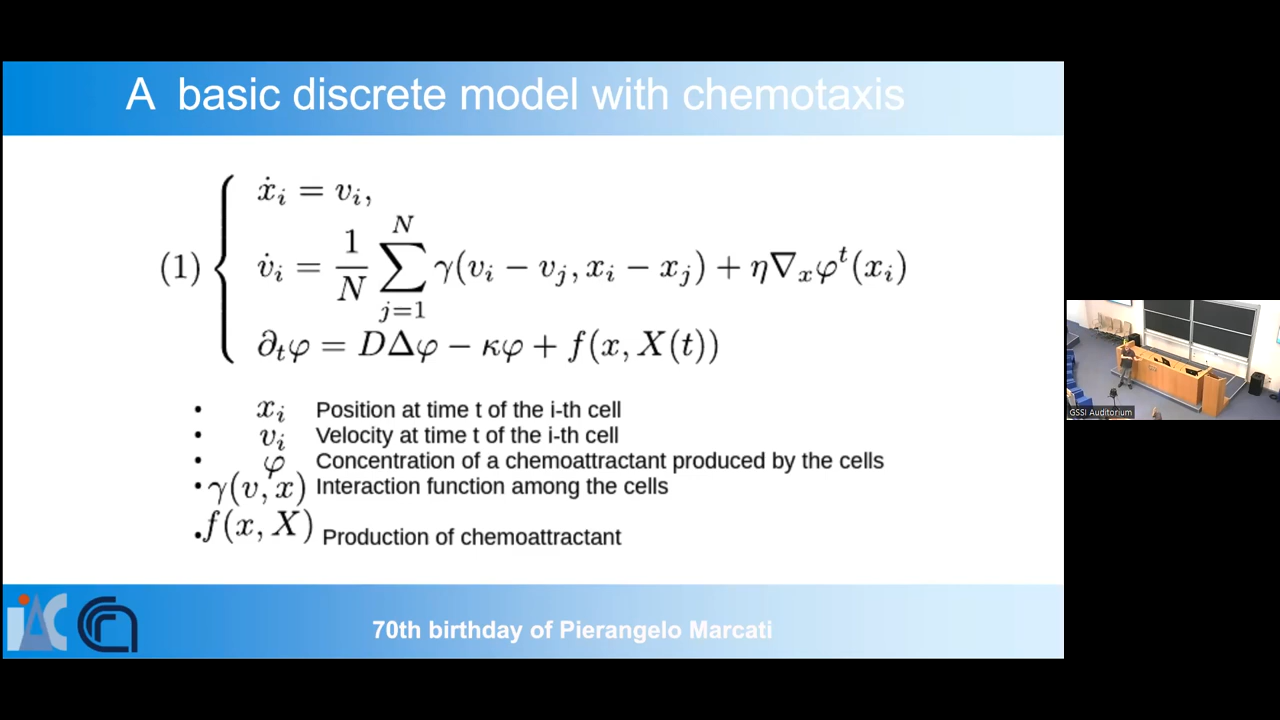 A basic discrete model with chemotaxis
(1) { ẋᵢ = vᵢ,
v̇ᵢ = 1/N ∑_{j=1}^{N} γ(vᵢ − vⱼ, xᵢ − xⱼ) + η∇ₓφᵗ(xᵢ)
∂ₜφ = DΔφ − κφ + f(x, X(t))
• xᵢ Position at time t of the i-th cell
• vᵢ Velocity at time t of the i-th cell
• φ Concentration of a chemoattractant produced by the cells
• γ(v, x) Interaction function among the cells
• f(x, X) Production of chemoattractant
GSSI Auditorium
IAC
70th birthday of Pierangelo Marcati